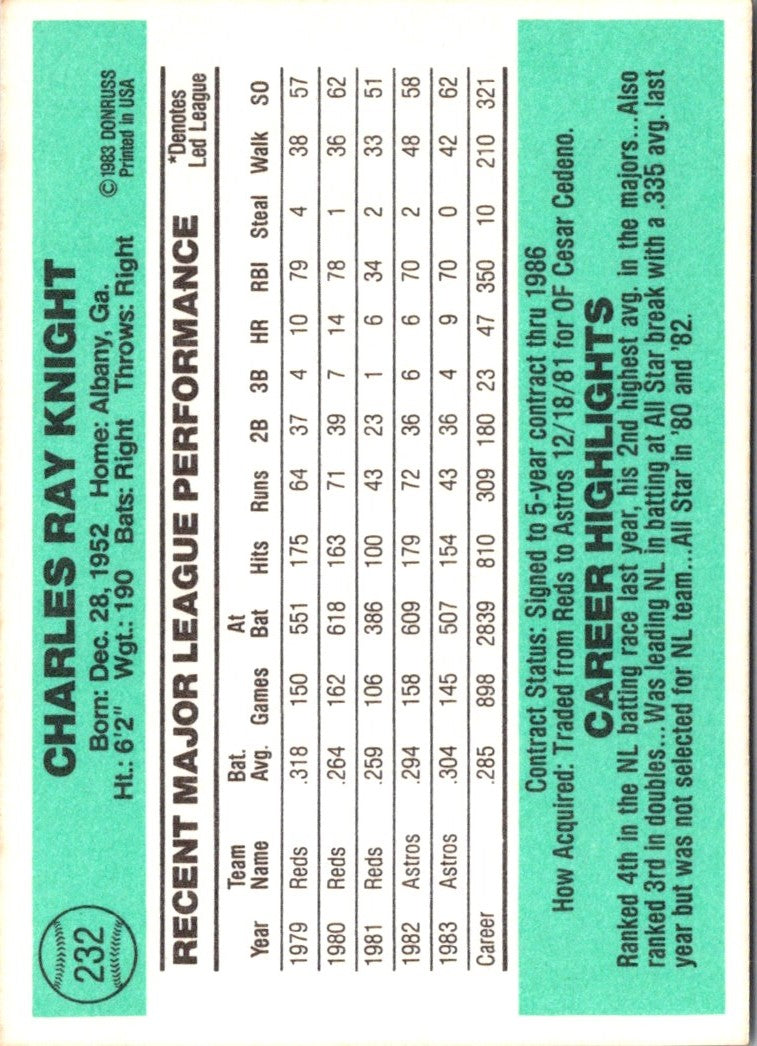 232
CHARLES RAY KNIGHT
Born: Dec. 28, 1952 Home: Albany, Ga.
Ht.: 6'2" Wgt.: 190 Bats: Right Throws: Right
©1983 DONRUSS
Printed in USA
RECENT MAJOR LEAGUE PERFORMANCE
*Denotes
Led League
Year Team Name Bat. Avg. Games At Bat Hits Runs 2B 3B HR RBI Steal Walk SO
1979 Reds .318 150 551 175 64 37 4 10 79 4 38 57
1980 Reds .264 162 618 163 71 39 7 14 78 1 36 62
1981 Reds .259 106 386 100 43 23 1 6 34 2 33 51
1982 Astros .294 158 609 179 72 36 6 6 70 2 48 58
1983 Astros .304 145 507 154 43 36 4 9 70 0 42 62
Career .285 898 2839 810 309 180 23 47 350 10 210 321
Contract Status: Signed to 5-year contract thru 1986
How Acquired: Traded from Reds to Astros 12/18/81 for OF Cesar Cedeno.
CAREER HIGHLIGHTS
Ranked 4th in the NL batting race last year, his 2nd highest avg. in the majors...Also
ranked 3rd in doubles...Was leading NL in batting at All Star break with a .335 avg. last
year but was not selected for NL team...All Star in '80 and '82.